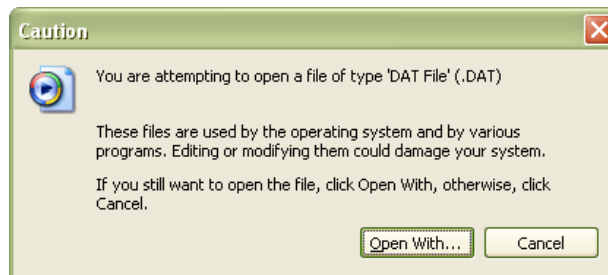 Caution
You are attempting to open a file of type 'DAT File' (.DAT)
These files are used by the operating system and by various
programs. Editing or modifying them could damage your system.
If you still want to open the file, click Open With, otherwise, click
Cancel.
Open With...
Cancel